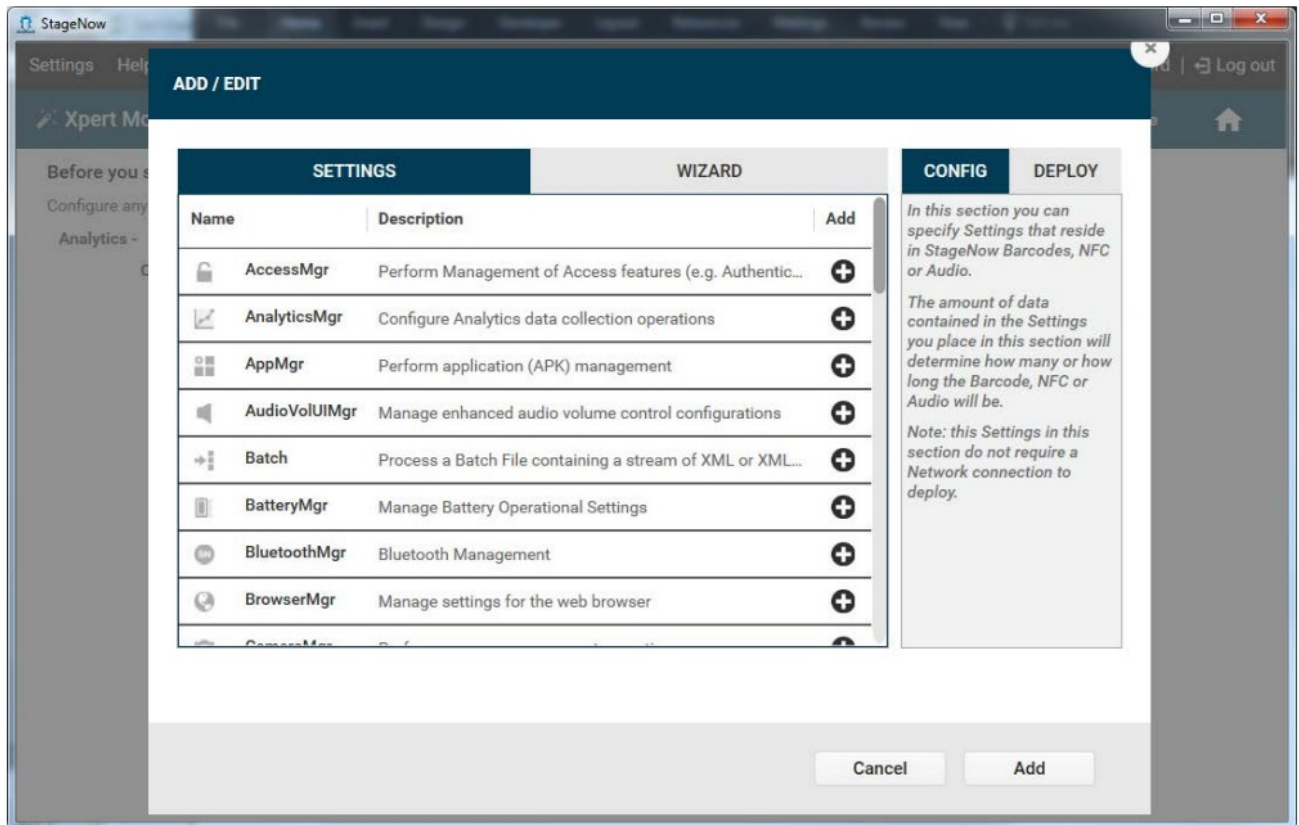 StageNow
Settings Help
Log out
ADD / EDIT
Xpert Mo
Before you s
Configure any
Analytics -
SETTINGS
WIZARD
CONFIG
DEPLOY
Name Description Add
AccessMgr Perform Management of Access features (e.g. Authentic...
AnalyticsMgr Configure Analytics data collection operations
AppMgr Perform application (APK) management
AudioVolUIMgr Manage enhanced audio volume control configurations
Batch Process a Batch File containing a stream of XML or XML...
BatteryMgr Manage Battery Operational Settings
BluetoothMgr Bluetooth Management
BrowserMgr Manage settings for the web browser
In this section you can
specify Settings that reside
in StageNow Barcodes, NFC
or Audio.
The amount of data
contained in the Settings
you place in this section will
determine how many or how
long the Barcode, NFC or
Audio will be.
Note: this Settings in this
section do not require a
Network connection to
deploy.
Cancel
Add